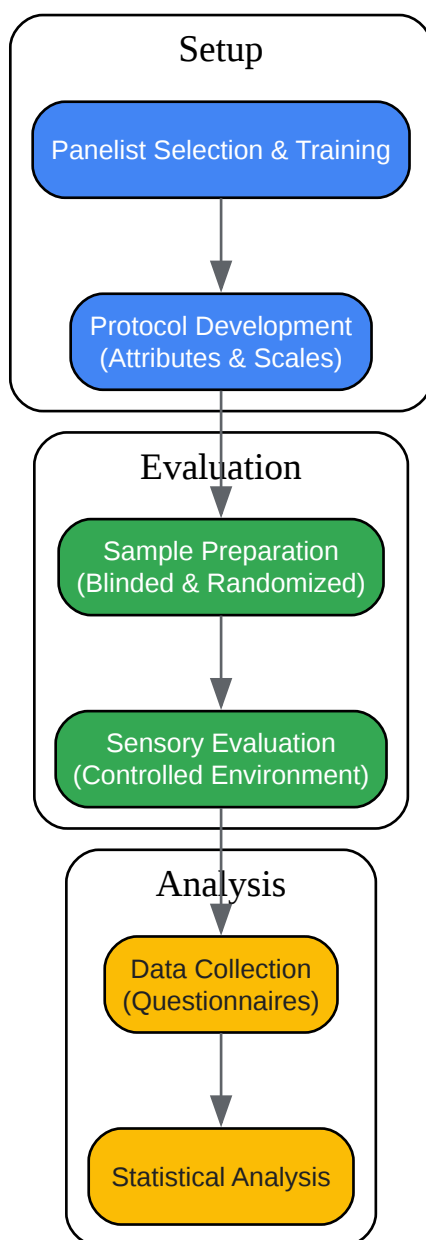 Setup
Panelist Selection & Training
Protocol Development
(Attributes & Scales)
Evaluation
Sample Preparation
(Blinded & Randomized)
Sensory Evaluation
(Controlled Environment)
Analysis
Data Collection
(Questionnaires)
Statistical Analysis